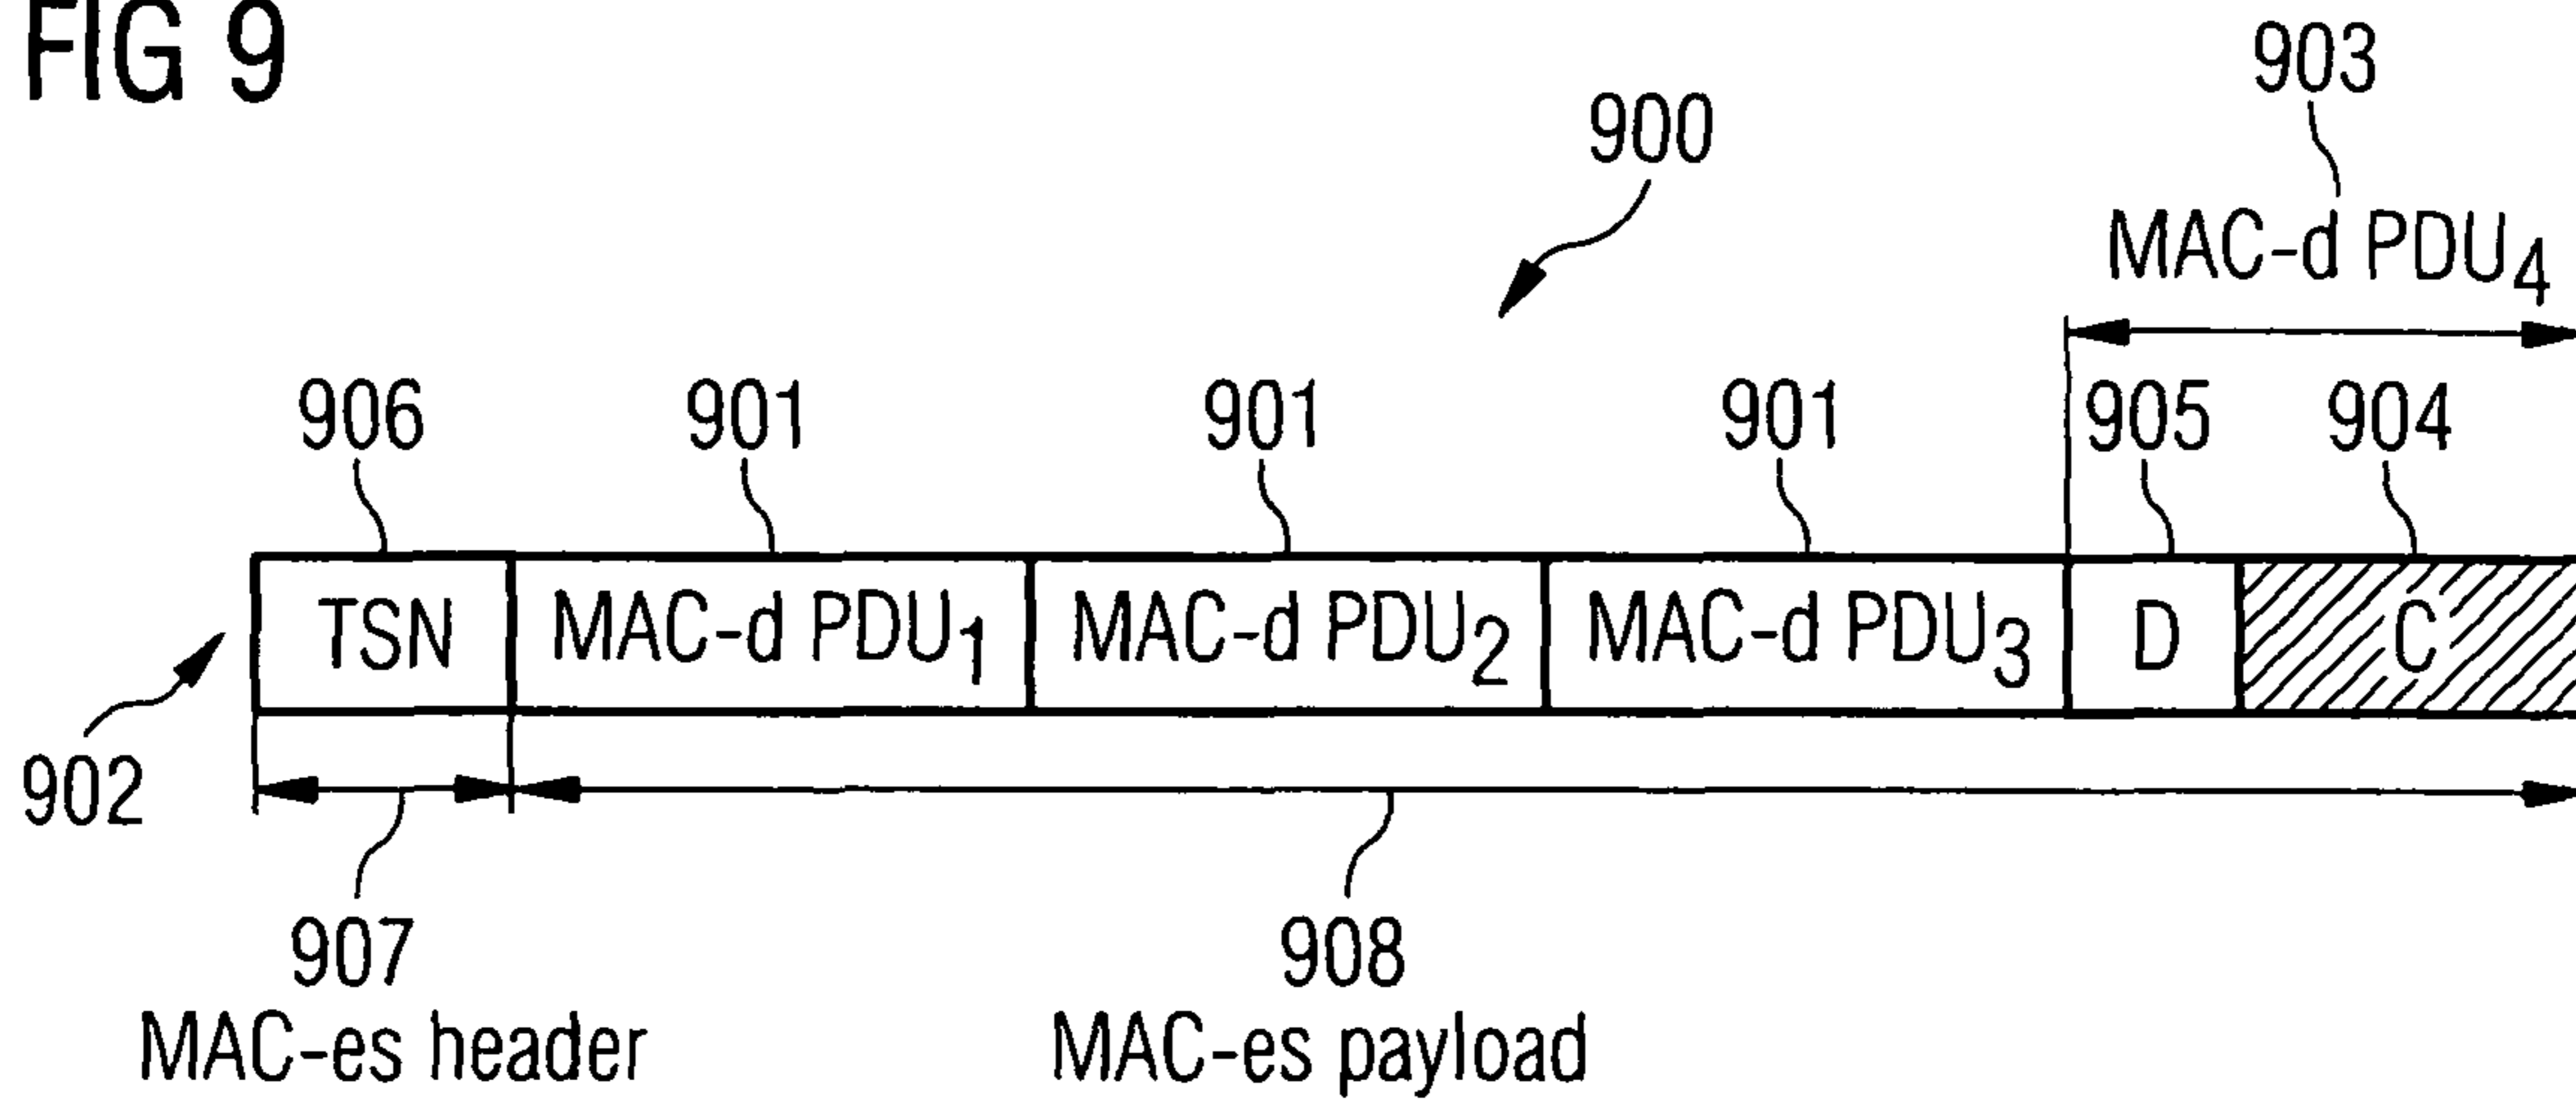 FIG 9
903
900
MAC-d PDU4
906 901 901 901 905 904
TSN MAC-d PDU1 MAC-d PDU2 MAC-d PDU3 D C
902
907 908
MAC-es header MAC-es payload